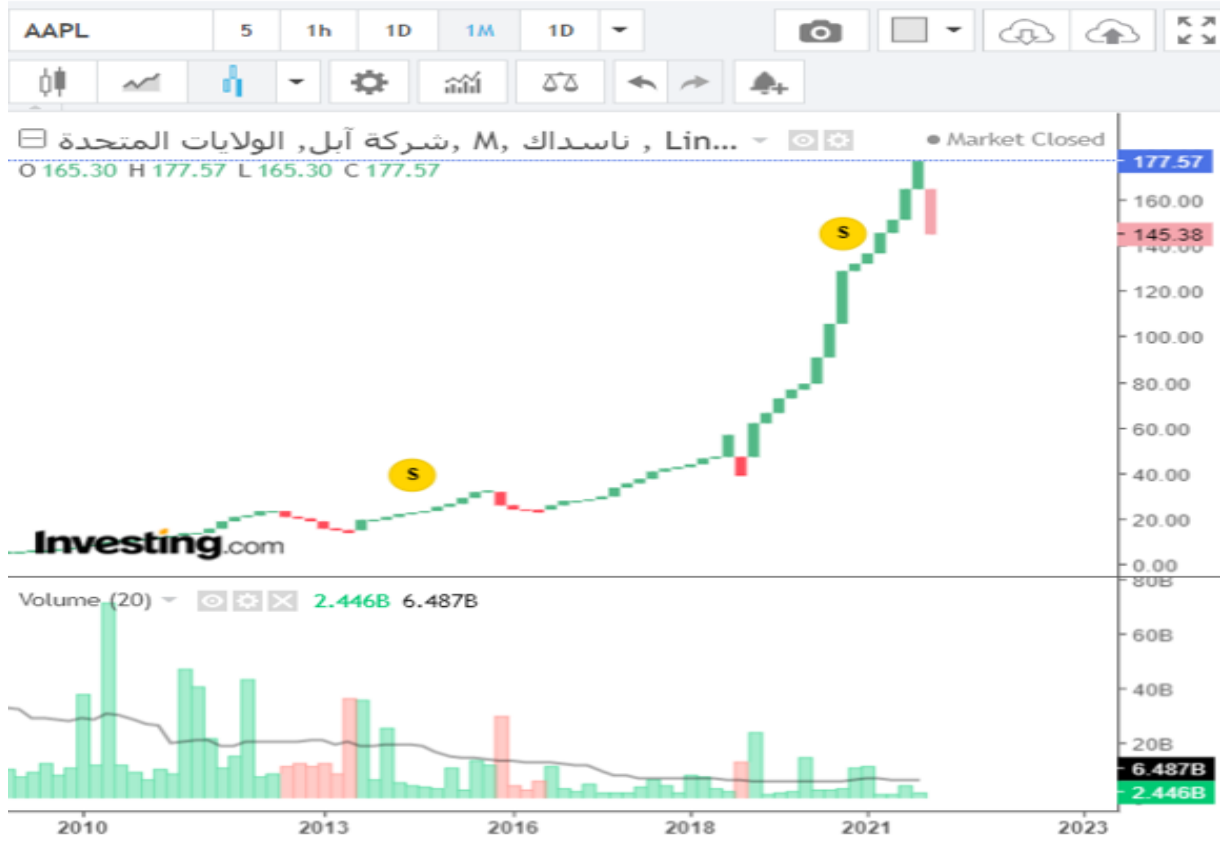 AAPL 5 1h 1D 1M 1D
شركة آبل, الولايات المتحدة, M, ناسداك , Lin... Market Closed
O 165.30 H 177.57 L 165.30 C 177.57
177.57
160.00
S
145.38
140.00
120.00
100.00
80.00
60.00
S
40.00
20.00
Investing.com
0.00
80B
Volume (20) 2.446B 6.487B
60B
40B
20B
6.487B
2.446B
2010 2013 2016 2018 2021 2023